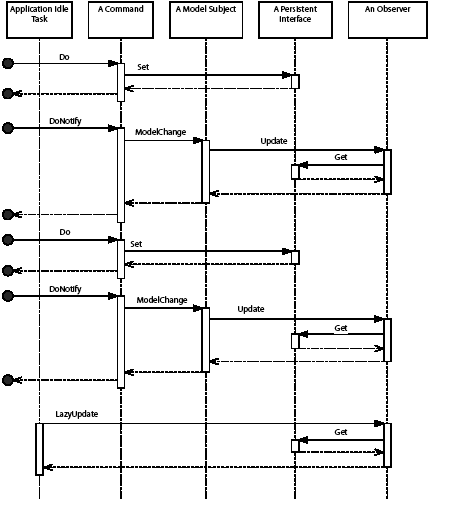 Application Idle
Task
A Command
A Model Subject
A Persistent
Interface
An Observer
Do
Set
DoNotify
ModelChange
Update
Get
Do
Set
DoNotify
ModelChange
Update
Get
LazyUpdate
Get